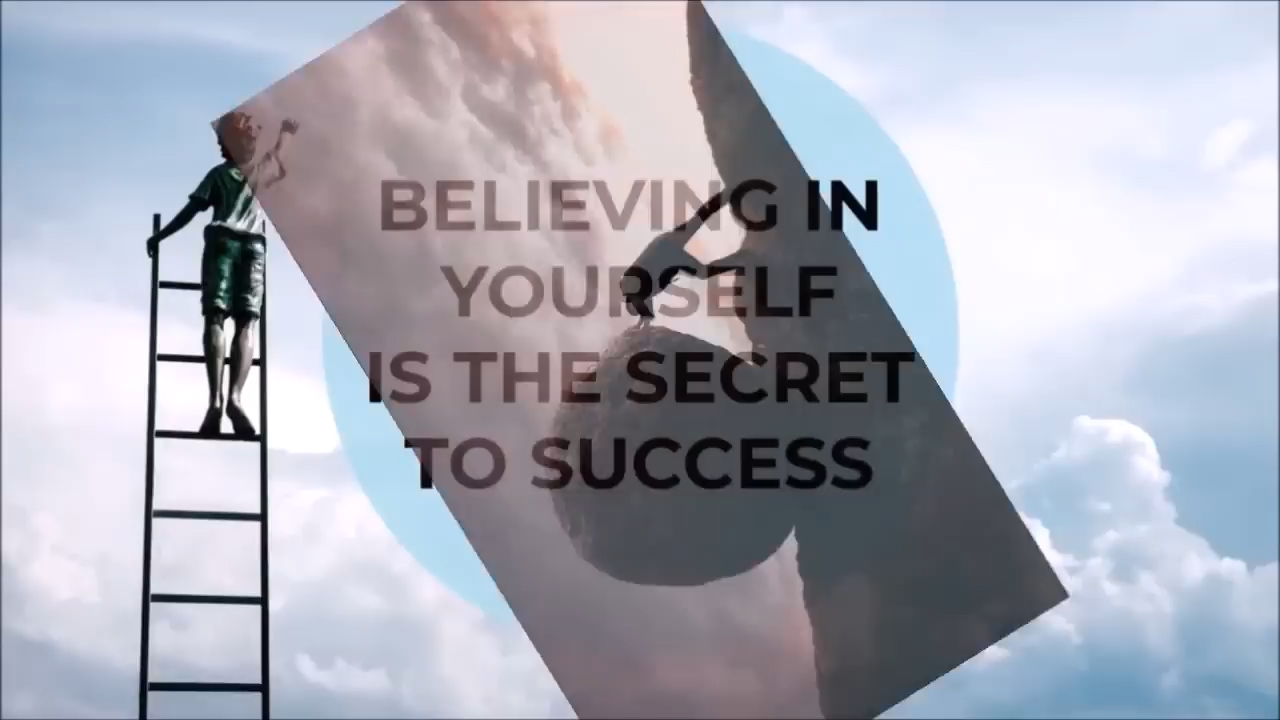 BELIEVING IN
YOURSELF
IS THE SECRET
TO SUCCESS